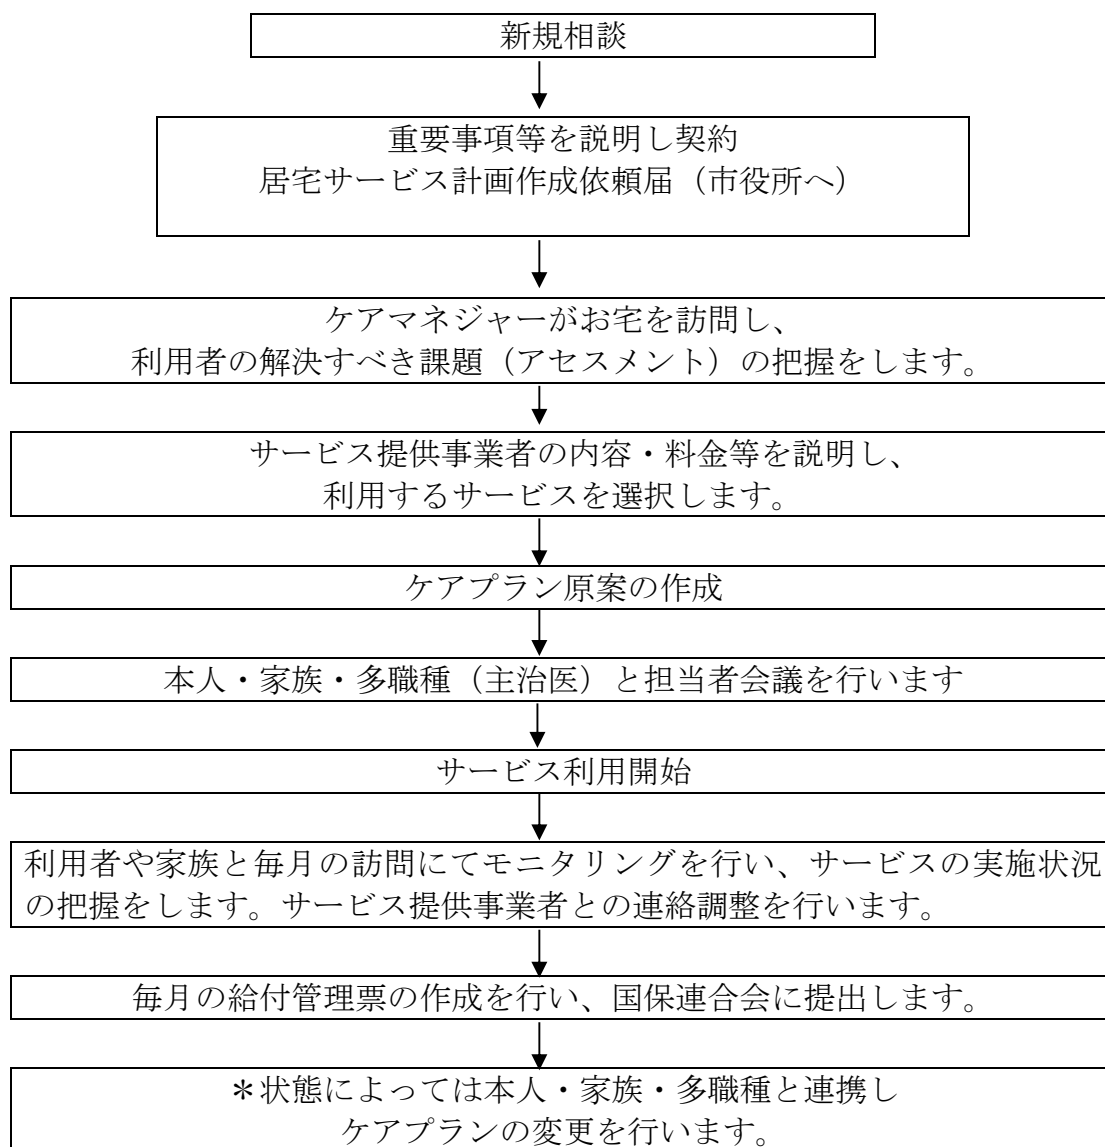 新規相談
重要事項等を説明し契約
居宅サービス計画作成依頼届（市役所へ）
ケアマネジャーがお宅を訪問し、
利用者の解決すべき課題（アセスメント）の把握をします。
サービス提供事業者の内容・料金等を説明し、
利用するサービスを選択します。
ケアプラン原案の作成
本人・家族・多職種（主治医）と担当者会議を行います
サービス利用開始
利用者や家族と毎月の訪問にてモニタリングを行い、サービスの実施状況
の把握をします。サービス提供事業者との連絡調整を行います。
毎月の給付管理票の作成を行い、国保連合会に提出します。
＊状態によっては本人・家族・多職種と連携し
ケアプランの変更を行います。